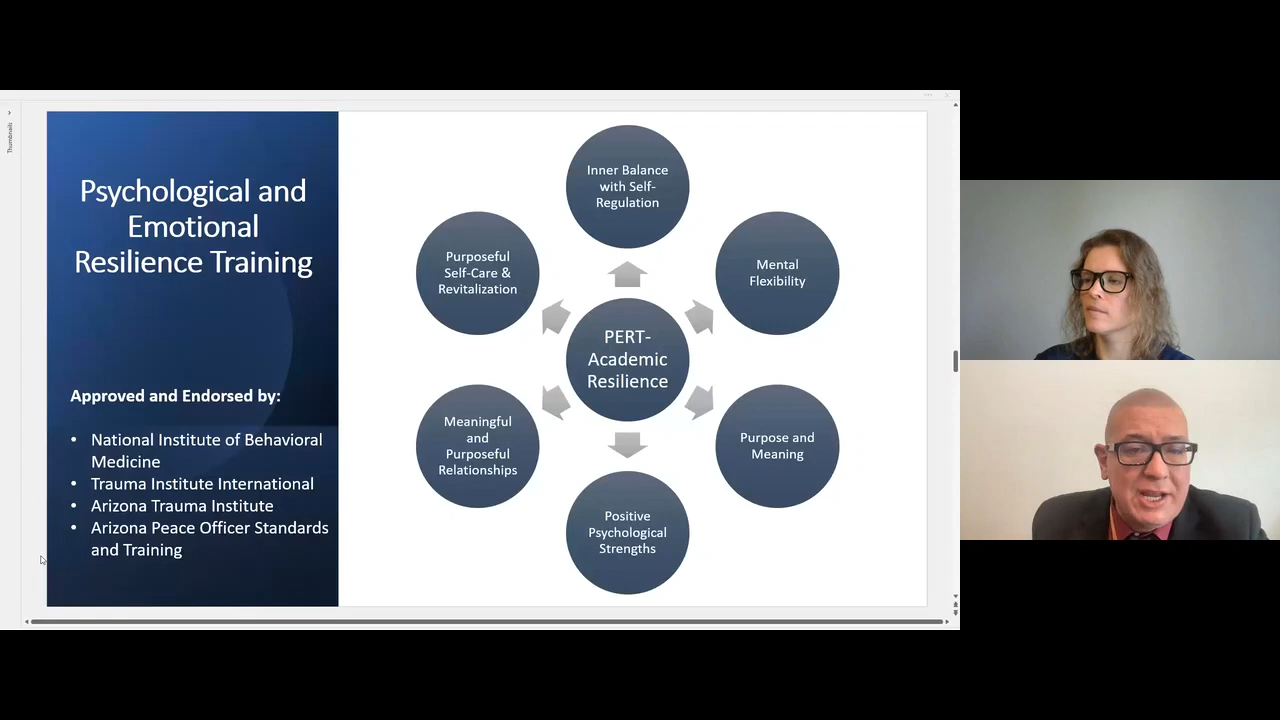 Thumbnails
Psychological and
Emotional
Resilience Training
Approved and Endorsed by:
• National Institute of Behavioral
Medicine
• Trauma Institute International
• Arizona Trauma Institute
• Arizona Peace Officer Standards
and Training
Inner Balance
with Self-
Regulation
Mental
Flexibility
Purpose and
Meaning
Positive
Psychological
Strengths
Meaningful
and
Purposeful
Relationships
Purposeful
Self-Care &
Revitalization
PERT-
Academic
Resilience